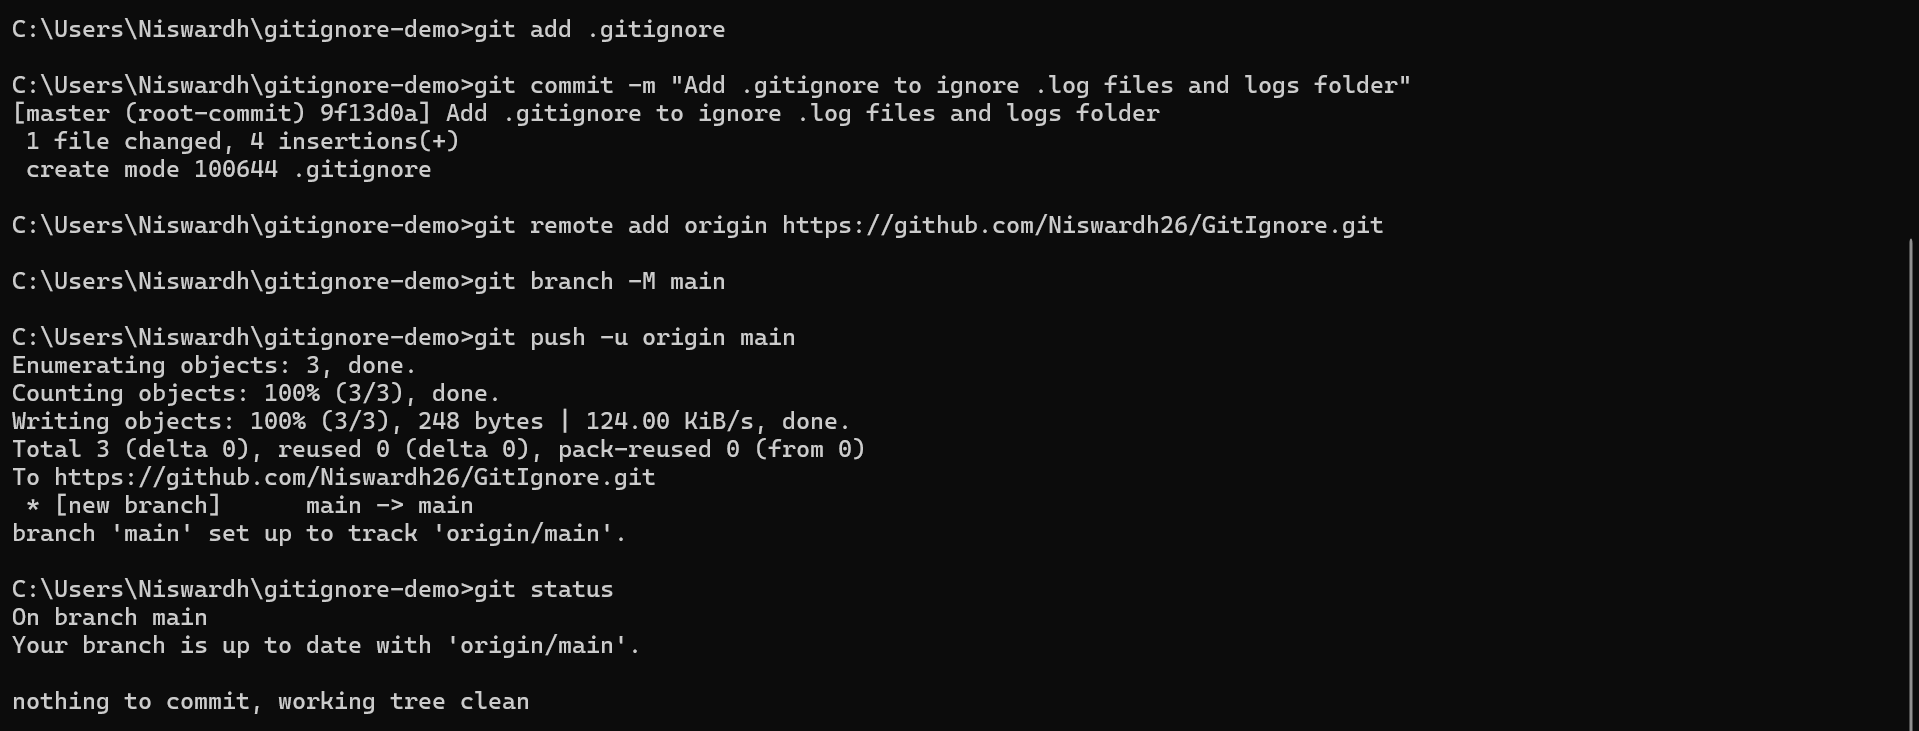 C:\Users\Niswardh\gitignore-demo>git add .gitignore
C:\Users\Niswardh\gitignore-demo>git commit -m "Add .gitignore to ignore .log files and logs folder"
[master (root-commit) 9f13d0a] Add .gitignore to ignore .log files and logs folder
 1 file changed, 4 insertions(+)
 create mode 100644 .gitignore
C:\Users\Niswardh\gitignore-demo>git remote add origin https://github.com/Niswardh26/GitIgnore.git
C:\Users\Niswardh\gitignore-demo>git branch -M main
C:\Users\Niswardh\gitignore-demo>git push -u origin main
Enumerating objects: 3, done.
Counting objects: 100% (3/3), done.
Writing objects: 100% (3/3), 248 bytes | 124.00 KiB/s, done.
Total 3 (delta 0), reused 0 (delta 0), pack-reused 0 (from 0)
To https://github.com/Niswardh26/GitIgnore.git
 * [new branch]      main -> main
branch 'main' set up to track 'origin/main'.
C:\Users\Niswardh\gitignore-demo>git status
On branch main
Your branch is up to date with 'origin/main'.
nothing to commit, working tree clean